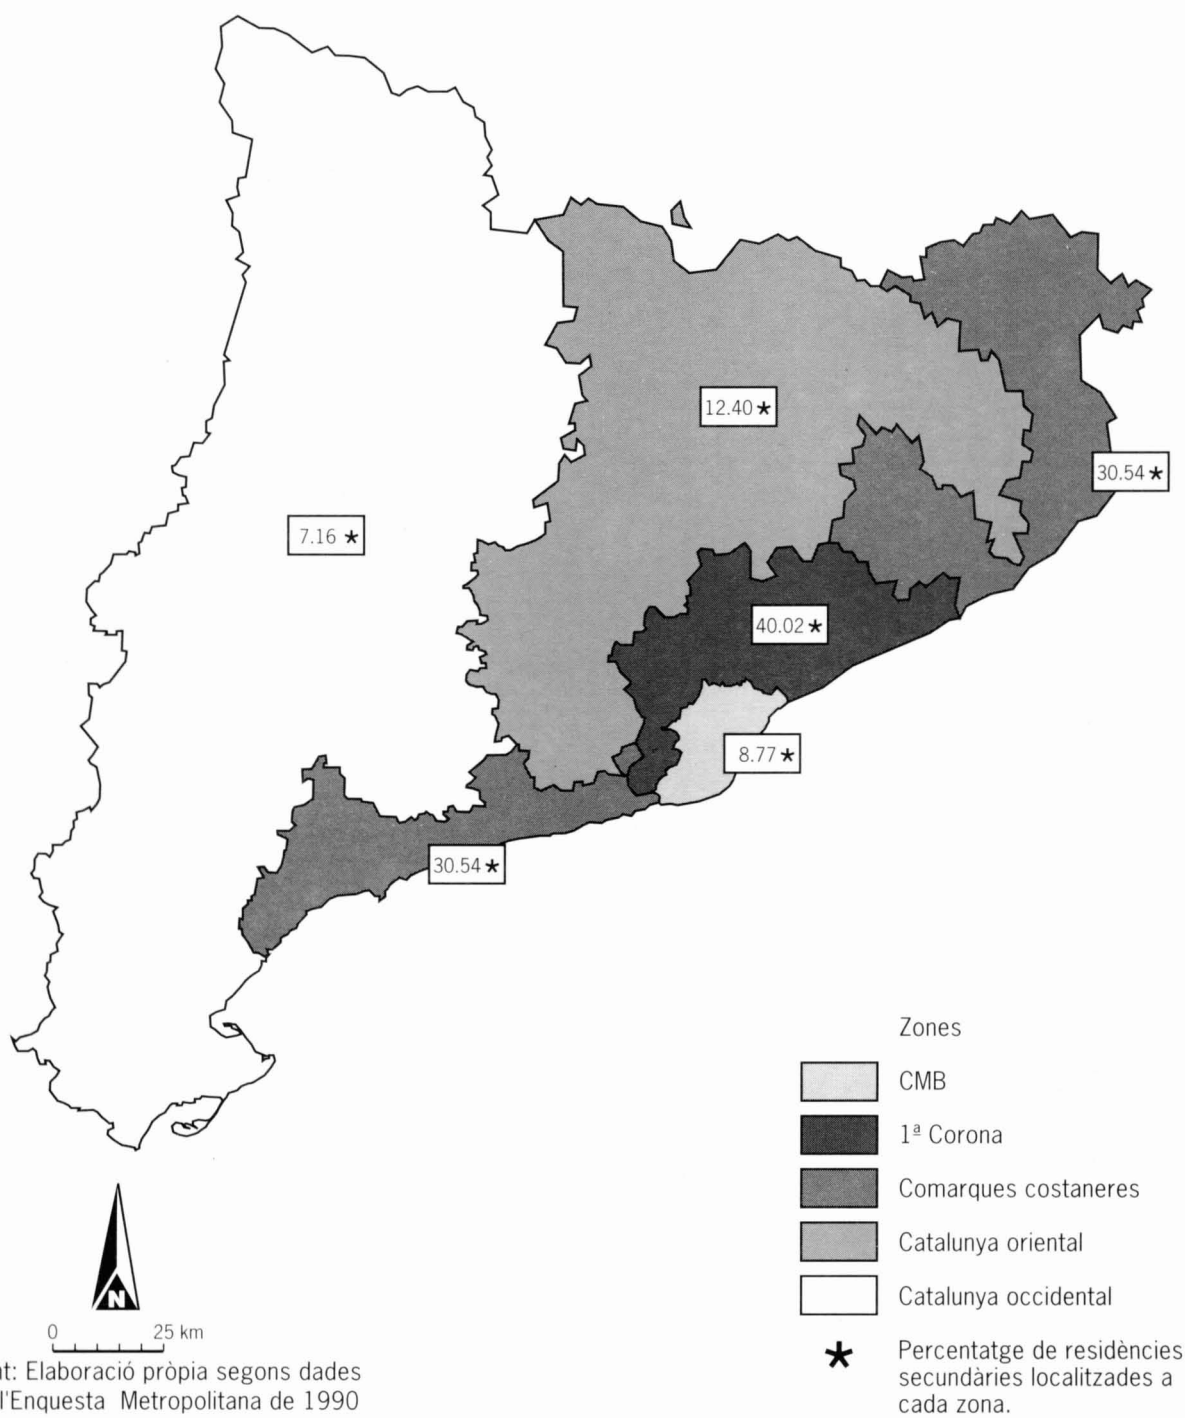 12.40 *
30.54 *
7.16 *
40.02 *
8.77 *
30.54 *
Zones
CMB
1ª Corona
Comarques costaneres
Catalunya oriental
Catalunya occidental
* Percentatge de residències
secundàries localitzades a
cada zona.
N
0 25 km
Elaboració pròpia segons dades
l'Enquesta Metropolitana de 1990